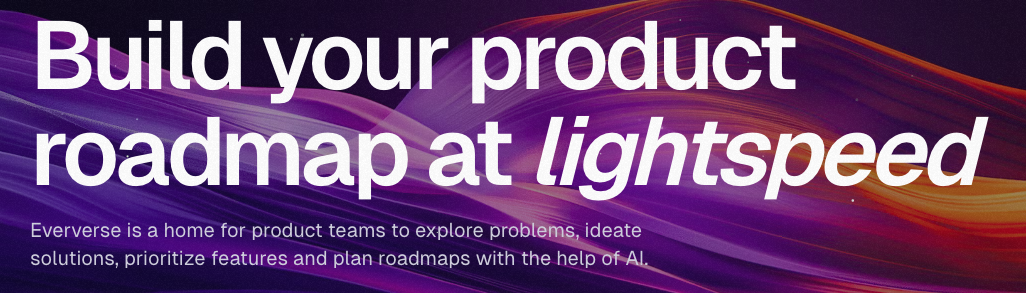 Build your product
roadmap at lightspeed
Eververse is a home for product teams to explore problems, ideate
solutions, prioritize features and plan roadmaps with the help of AI.